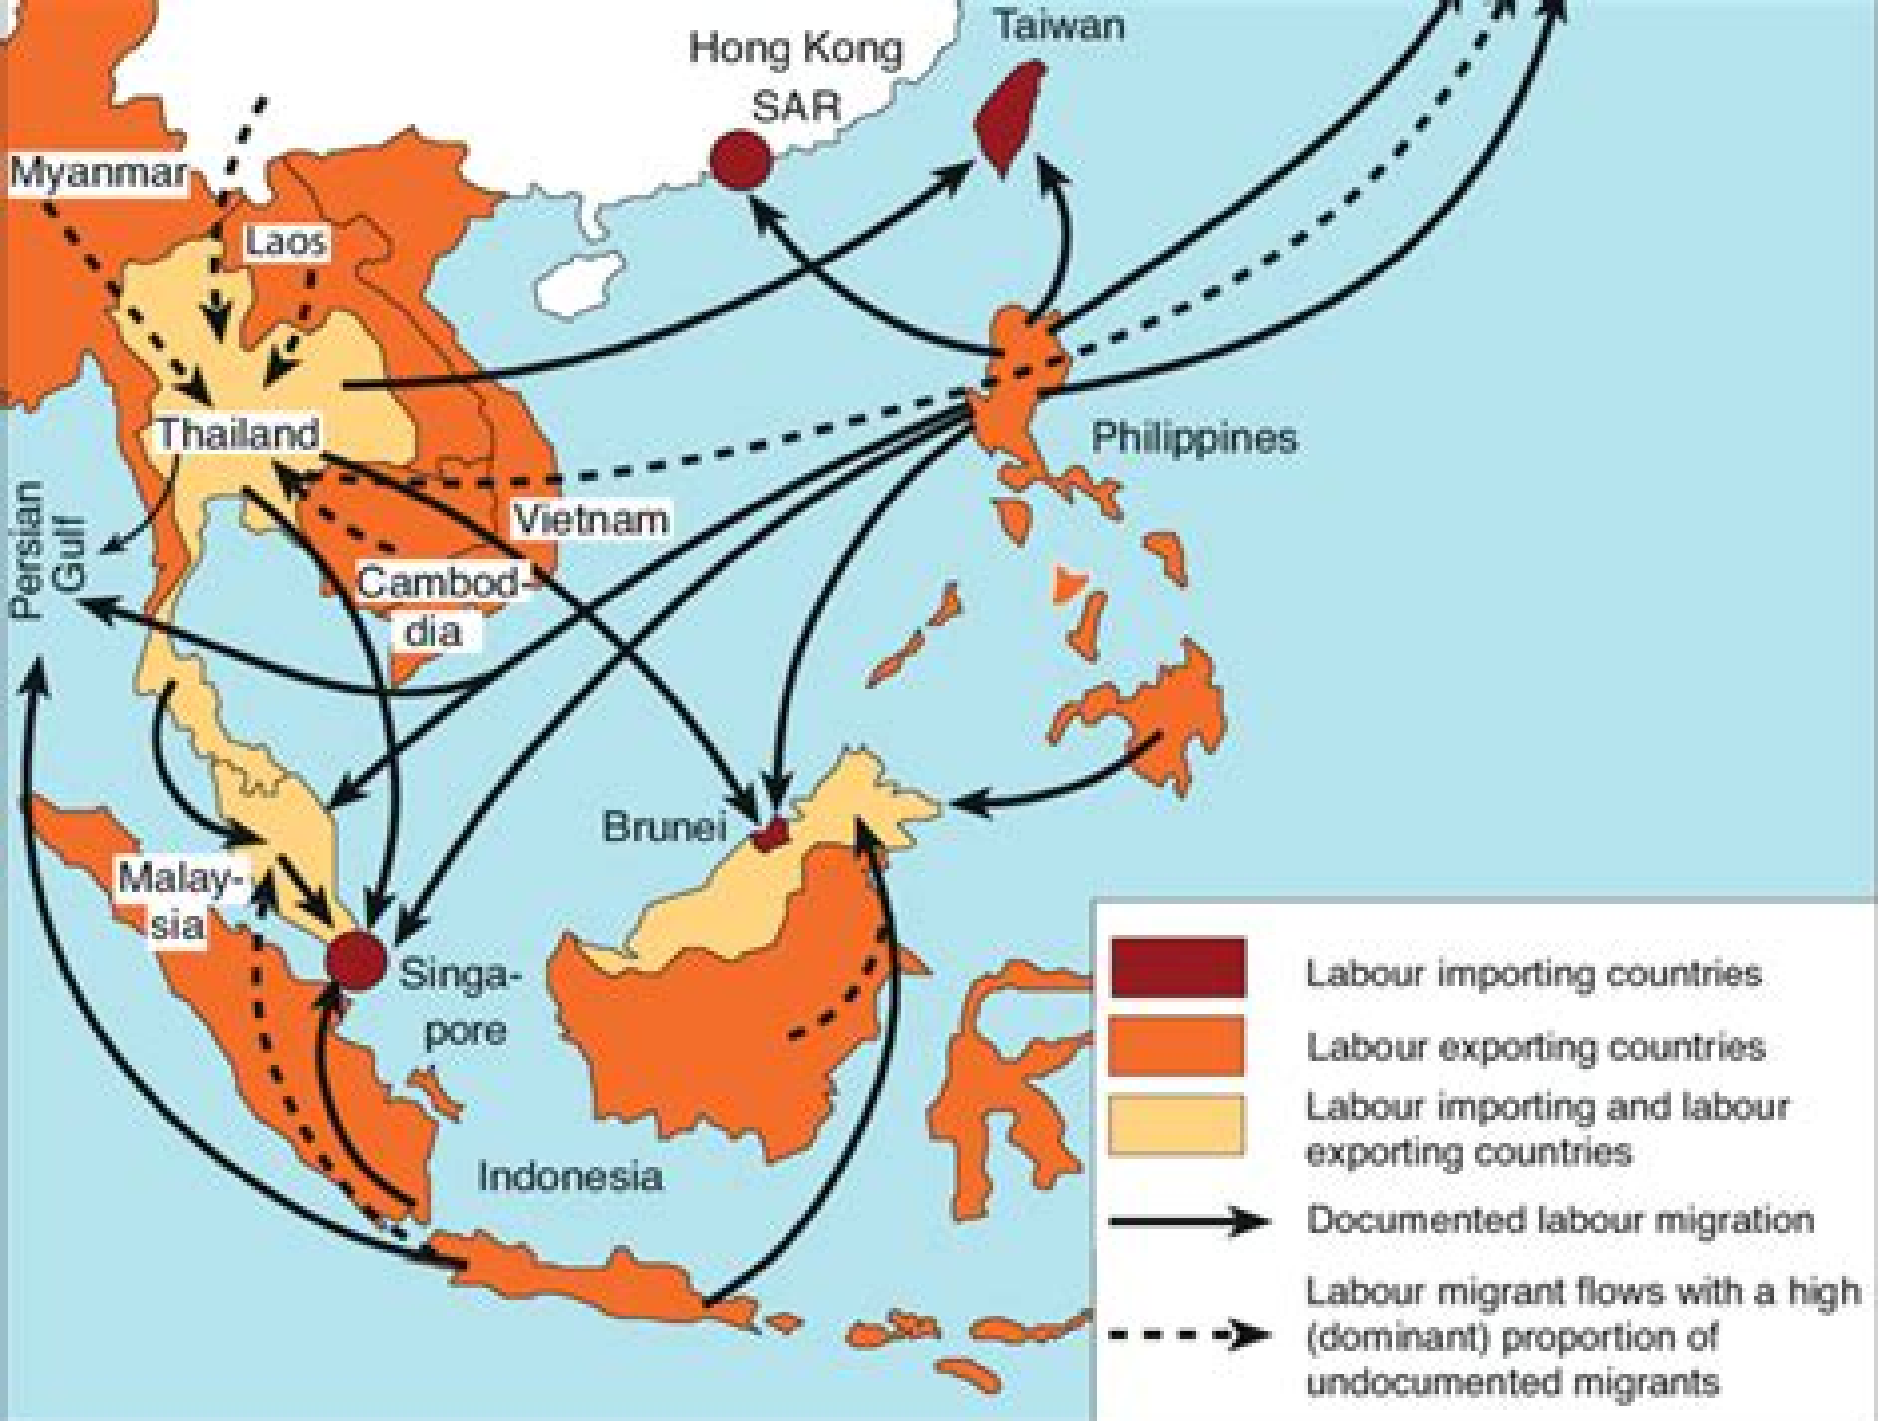 Taiwan
Hong Kong
SAR
Myanmar
Laos
Thailand
Philippines
Persian
Gulf
Vietnam
Cambod-
dia
Brunei
Malay-
sia
Singa-
pore
Indonesia
Labour importing countries
Labour exporting countries
Labour importing and labour
exporting countries
Documented labour migration
Labour migrant flows with a high
(dominant) proportion of
undocumented migrants